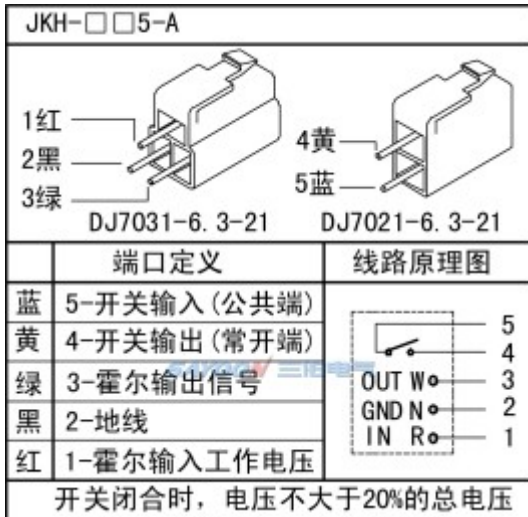 JKH-□□5-A
1红
2黑
3绿
DJ7031-6.3-21
4黄
5蓝
DJ7021-6.3-21
端口定义
线路原理图
蓝 5-开关输入(公共端)
黄 4-开关输出(常开端)
绿 3-霍尔输出信号
黑 2-地线
红 1-霍尔输入工作电压
5
4
OUT W 3
GND N 2
IN R 1
开关闭合时，电压不大于20%的总电压